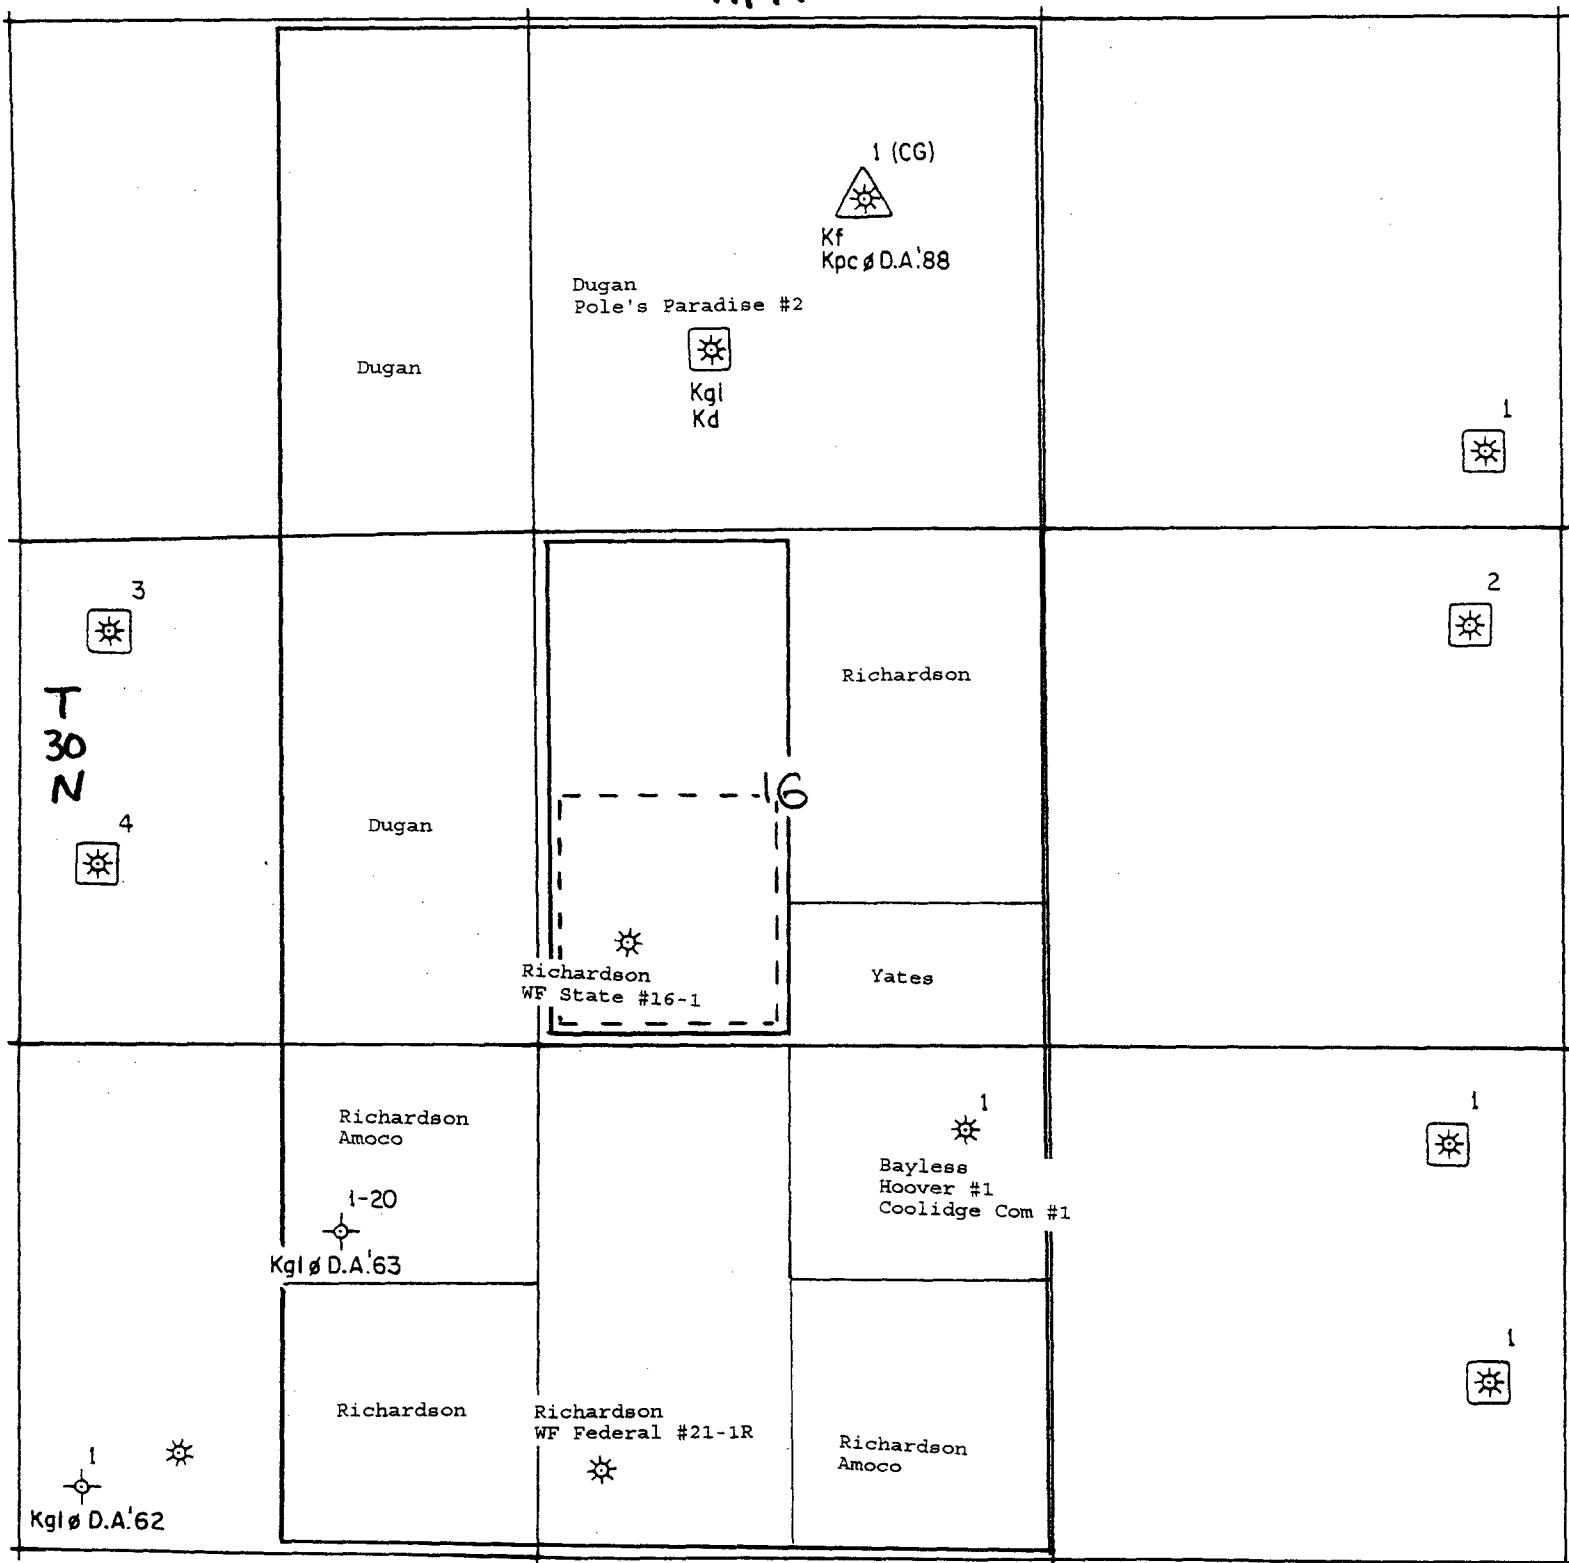 1 (CG)
Kf
Kpc ø D.A.'88
Dugan
Pole's Paradise #2
Dugan
Kgl
Kd
1
3
2
Richardson
T
30
N
16
4
Dugan
Richardson
WF State #16-1
Yates
Richardson
Amoco
1
1
Bayless
Hoover #1
Coolidge Com #1
1-20
Kgl ø D.A.'63
1
Richardson
Richardson
WF Federal #21-1R
Richardson
Amoco
1
Kgl ø D.A.'62